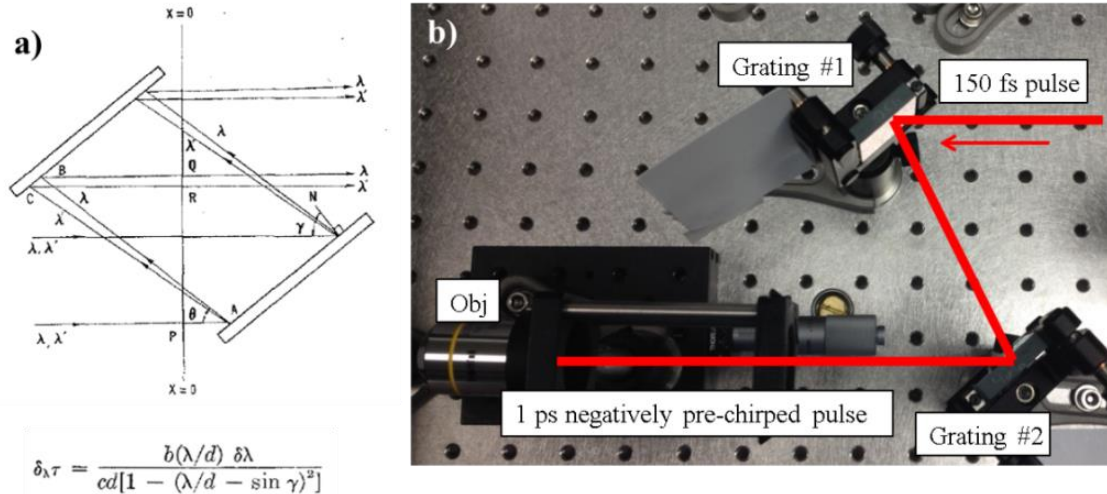 a)
X=0
λ
λ'
λ
λ'
Q
B
λ
C
λ
R
λ'
λ'
N
γ
λ, λ'
θ
A
λ, λ'
P
X=0
δλτ = b(λ/d) δλ / cd[1 − (λ/d − sin γ)²]
b)
Grating #1
150 fs pulse
Obj
1 ps negatively pre-chirped pulse
Grating #2